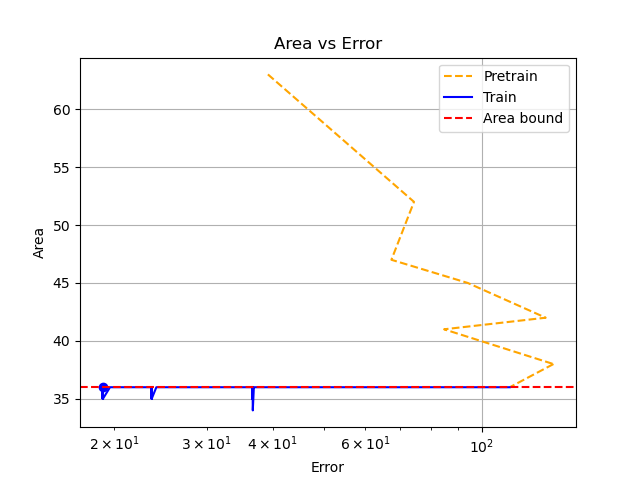 Area vs Error
Pretrain
Train
Area bound
60
55
50
45
40
35
Area
2 × 10¹
3 × 10¹
4 × 10¹
6 × 10¹
10²
Error